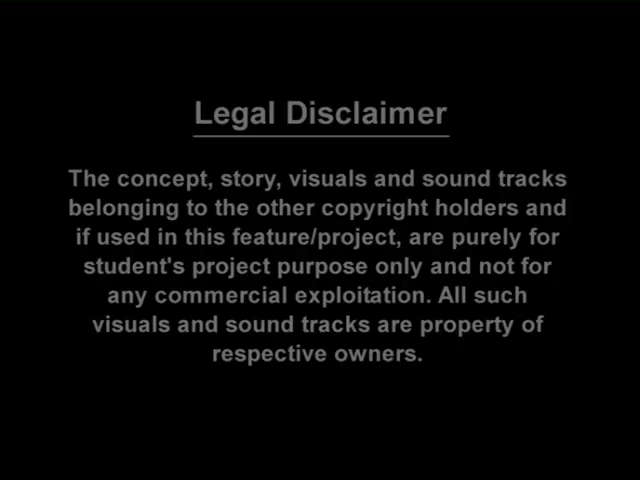 Legal Disclaimer
The concept, story, visuals and sound tracks
belonging to the other copyright holders and
if used in this feature/project, are purely for
student's project purpose only and not for
any commercial exploitation. All such
visuals and sound tracks are property of
respective owners.